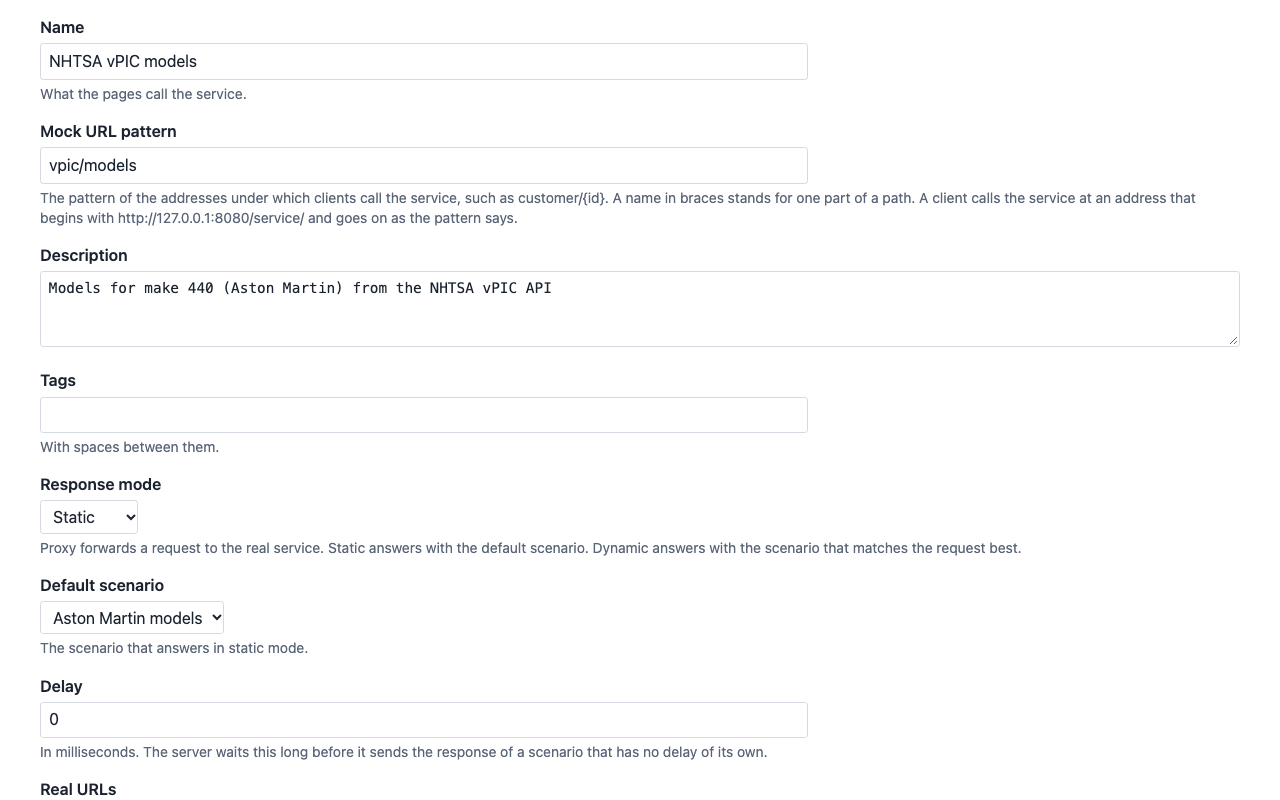 Name
NHTSA vPIC models
What the pages call the service.
Mock URL pattern
vpic/models
The pattern of the addresses under which clients call the service, such as customer/{id}. A name in braces stands for one part of a path. A client calls the service at an address that
begins with http://127.0.0.1:8080/service/ and goes on as the pattern says.
Description
Models for make 440 (Aston Martin) from the NHTSA vPIC API
Tags
With spaces between them.
Response mode
Static
Proxy forwards a request to the real service. Static answers with the default scenario. Dynamic answers with the scenario that matches the request best.
Default scenario
Aston Martin models
The scenario that answers in static mode.
Delay
0
In milliseconds. The server waits this long before it sends the response of a scenario that has no delay of its own.
Real URLs